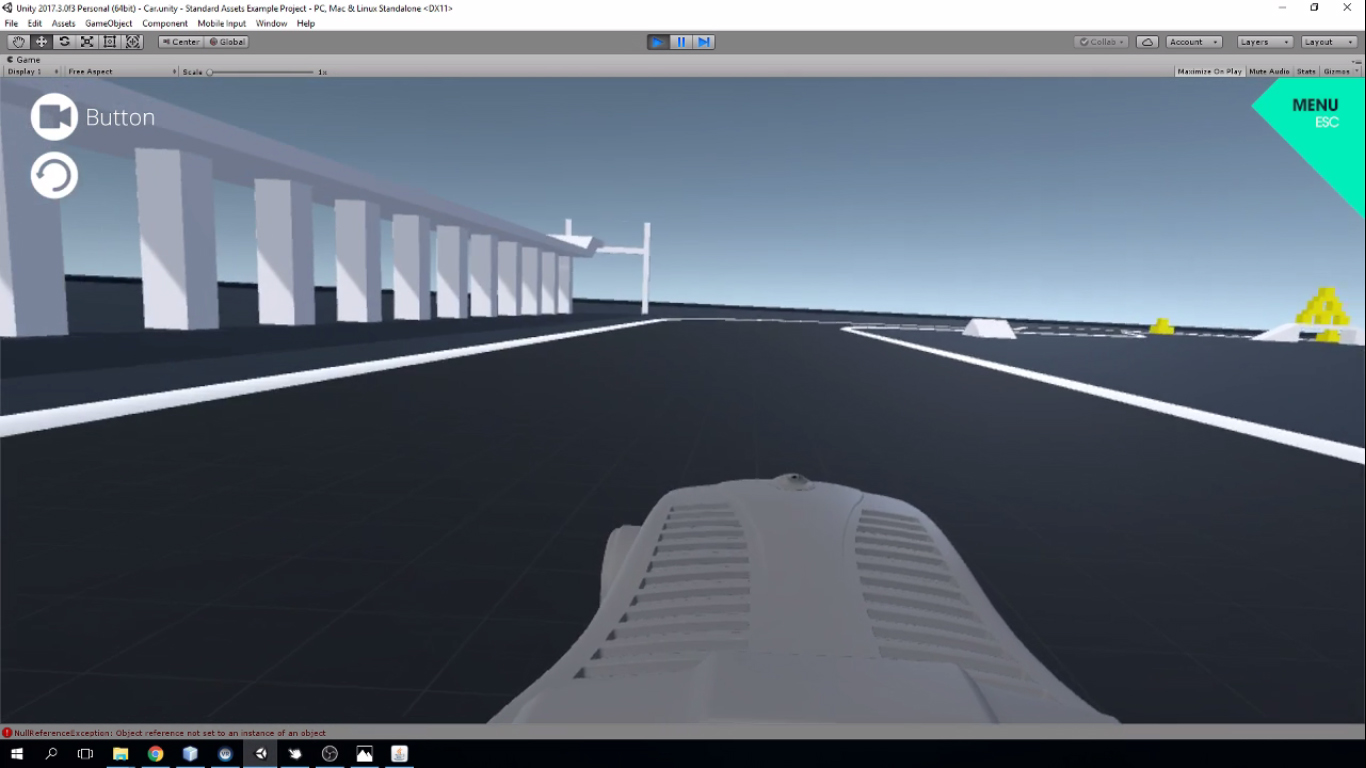 Unity 2017.3.0f3 Personal (64bit) - Car.unity - Standard Assets Example Project - PC, Mac & Linux Standalone <DX11>
File Edit Assets GameObject Component Mobile Input Window Help
Center Global Collab Account Layers Layout
Game
Display 1 Free Aspect Scale 1x Maximize On Play Mute Audio Stats Gizmos
Button
MENU
ESC
NullReferenceException: Object reference not set to an instance of an object